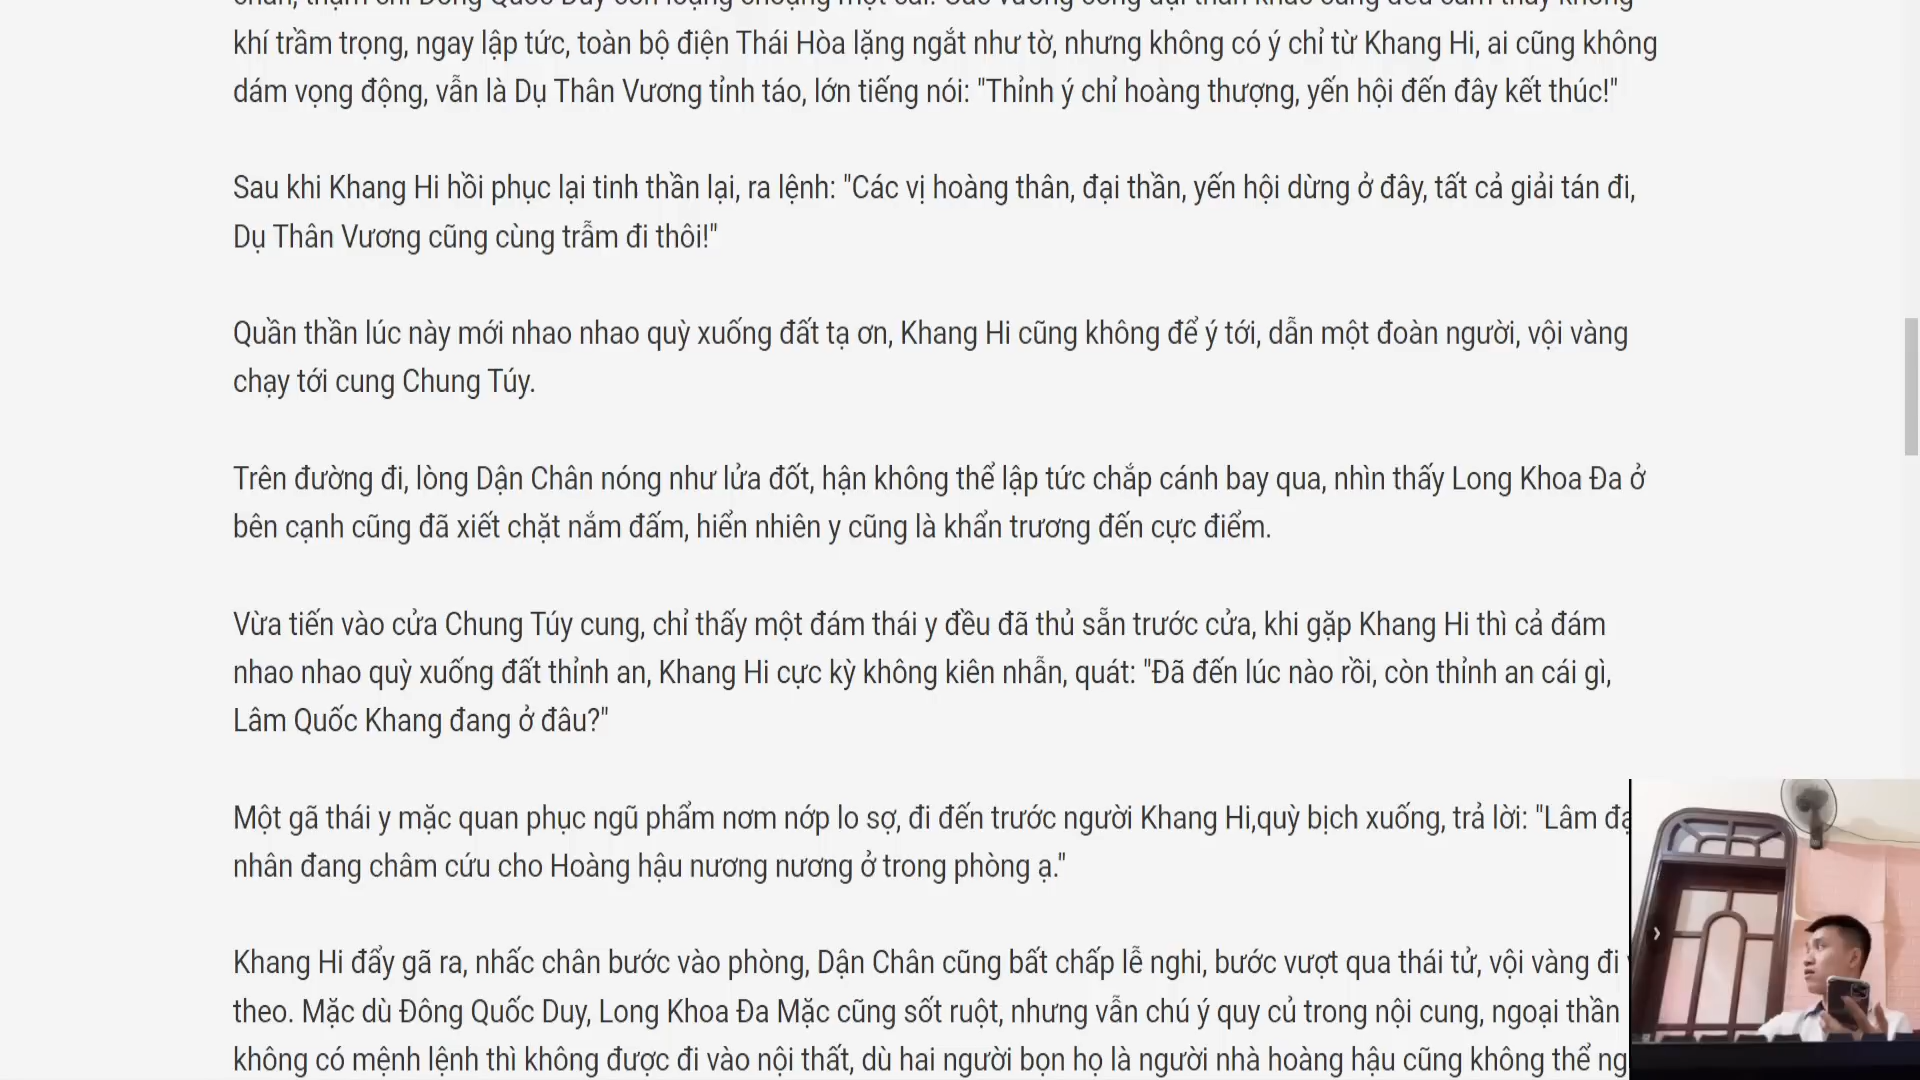 khí trầm trọng, ngay lập tức, toàn bộ điện Thái Hòa lặng ngắt như tờ, nhưng không có ý chỉ từ Khang Hi, ai cũng không
dám vọng động, vẫn là Dụ Thân Vương tỉnh táo, lớn tiếng nói: "Thỉnh ý chỉ hoàng thượng, yến hội đến đây kết thúc!"
Sau khi Khang Hi hồi phục lại tinh thần lại, ra lệnh: "Các vị hoàng thân, đại thần, yến hội dừng ở đây, tất cả giải tán đi,
Dụ Thân Vương cũng cùng trẫm đi thôi!"
Quần thần lúc này mới nhao nhao quỳ xuống đất tạ ơn, Khang Hi cũng không để ý tới, dẫn một đoàn người, vội vàng
chạy tới cung Chung Túy.
Trên đường đi, lòng Dận Chân nóng như lửa đốt, hận không thể lập tức chắp cánh bay qua, nhìn thấy Long Khoa Đa ở
bên cạnh cũng đã xiết chặt nắm đấm, hiển nhiên y cũng là khẩn trương đến cực điểm.
Vừa tiến vào cửa Chung Túy cung, chỉ thấy một đám thái y đều đã thủ sẵn trước cửa, khi gặp Khang Hi thì cả đám
nhao nhao quỳ xuống đất thỉnh an, Khang Hi cực kỳ không kiên nhẫn, quát: "Đã đến lúc nào rồi, còn thỉnh an cái gì,
Lâm Quốc Khang đang ở đâu?"
Một gã thái y mặc quan phục ngũ phẩm nơm nớp lo sợ, đi đến trước người Khang Hi,quỳ bịch xuống, trả lời: "Lâm
nhân đang châm cứu cho Hoàng hậu nương nương ở trong phòng ạ."
Khang Hi đẩy gã ra, nhấc chân bước vào phòng, Dận Chân cũng bất chấp lễ nghi, bước vượt qua thái tử, vội vàng đi
theo. Mặc dù Đông Quốc Duy, Long Khoa Đa Mặc cũng sốt ruột, nhưng vẫn chú ý quy củ trong nội cung, ngoại thần
không có mệnh lệnh thì không được đi vào nội thất, dù hai người bọn họ là người nhà hoàng hậu cũng không thể